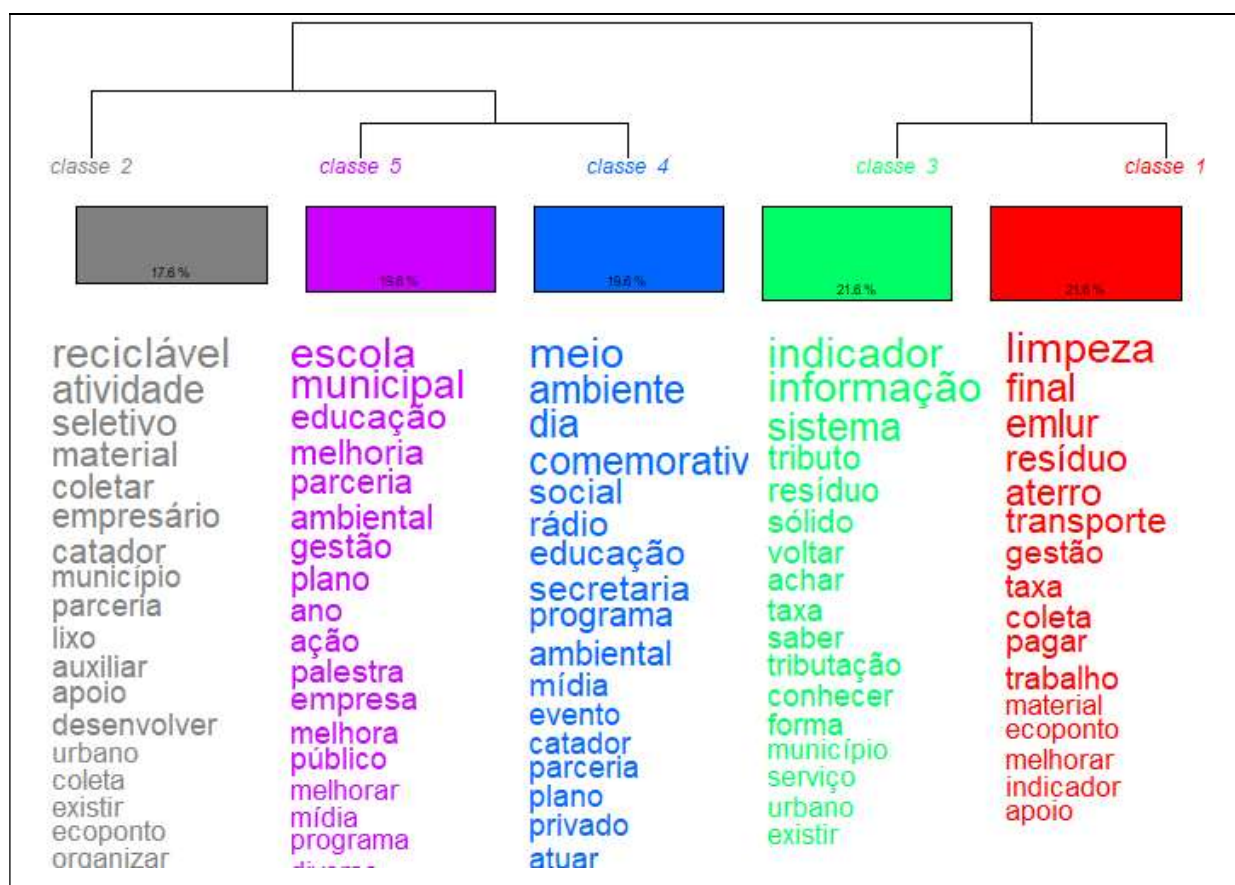 classe 2
classe 5
classe 4
classe 3
classe 1
17.6 %
19.6 %
19.6 %
21.6 %
21.6 %
reciclável
atividade
seletivo
material
coletar
empresário
catador
município
parceria
lixo
auxiliar
apoio
desenvolver
urbano
coleta
existir
ecoponto
organizar
escola
municipal
educação
melhoria
parceria
ambiental
gestão
plano
ano
ação
palestra
empresa
melhora
público
melhorar
mídia
programa
meio
ambiente
dia
comemorativ
social
rádio
educação
secretaria
programa
ambiental
mídia
evento
catador
parceria
plano
privado
atuar
indicador
informação
sistema
tributo
resíduo
sólido
voltar
achar
taxa
saber
tributação
conhecer
forma
município
serviço
urbano
existir
limpeza
final
emlur
resíduo
aterro
transporte
gestão
taxa
coleta
pagar
trabalho
material
ecoponto
melhorar
indicador
apoio